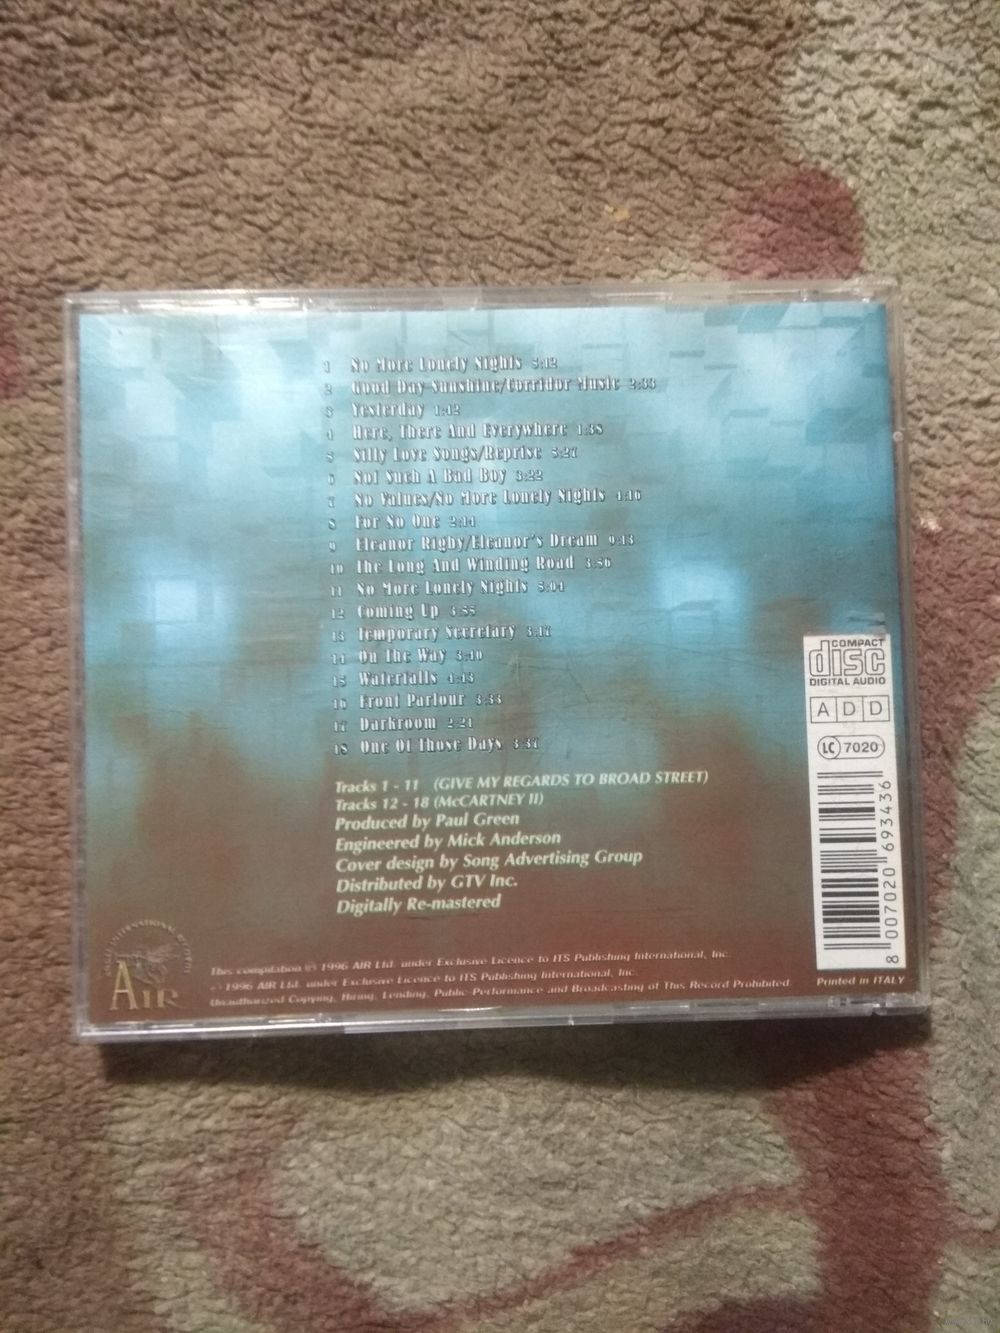 1 No More Lonely Nights 5:12
2 Good Day Sunshine/Corridor Music 2:33
3 Yesterday 1:42
4 Here, There And Everywhere 1:38
5 Silly Love Songs/Reprise 5:27
6 Not Such A Bad Boy 3:22
7 No Values/No More Lonely Nights 4:16
8 For No One 2:14
9 Eleanor Rigby/Eleanor's Dream 9:13
10 The Long And Winding Road 3:56
11 No More Lonely Nights 5:04
12 Coming Up 3:55
13 Temporary Secretary 3:17
14 On The Way 3:40
15 Waterfalls 4:43
16 Front Parlour 3:33
17 Darkroom 2:21
18 One Of Those Days 3:37
Tracks 1 - 11 (GIVE MY REGARDS TO BROAD STREET)
Tracks 12 - 18 (McCARTNEY II)
Produced by Paul Green
Engineered by Mick Anderson
Cover design by Song Advertising Group
Distributed by GTV Inc.
Digitally Re-mastered
This compilation ℗ 1996 AIR Ltd. under Exclusive Licence to ITS Publishing International, Inc.
© 1996 AIR Ltd. under Exclusive Licence to ITS Publishing International, Inc.
Unauthorized Copying, Hiring, Lending, Public Performance and Broadcasting of This Record Prohibited
AIR
COMPACT
disc
DIGITAL AUDIO
A D D
LC 7020
8 007020 693436
Printed in ITALY